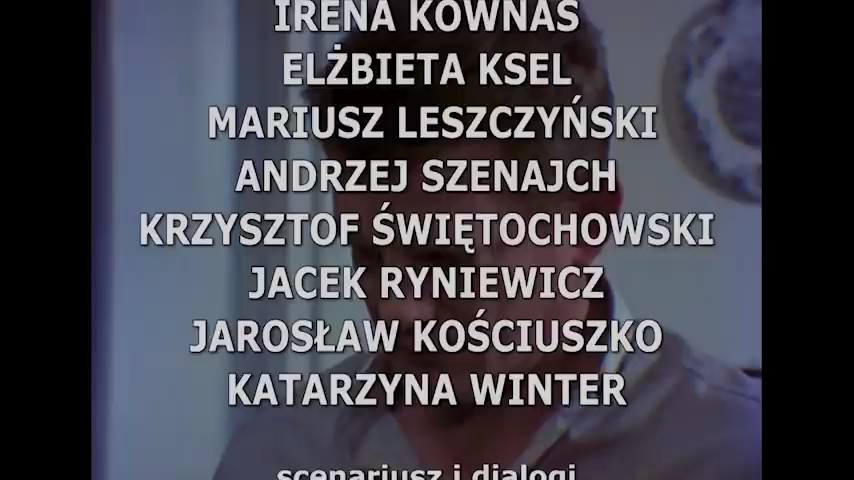 IRENA KOWNAS
ELŻBIETA KSEL
MARIUSZ LESZCZYŃSKI
ANDRZEJ SZENAJCH
KRZYSZTOF ŚWIĘTOCHOWSKI
JACEK RYNIEWICZ
JAROSŁAW KOŚCIUSZKO
KATARZYNA WINTER
scenariusz i dialogi